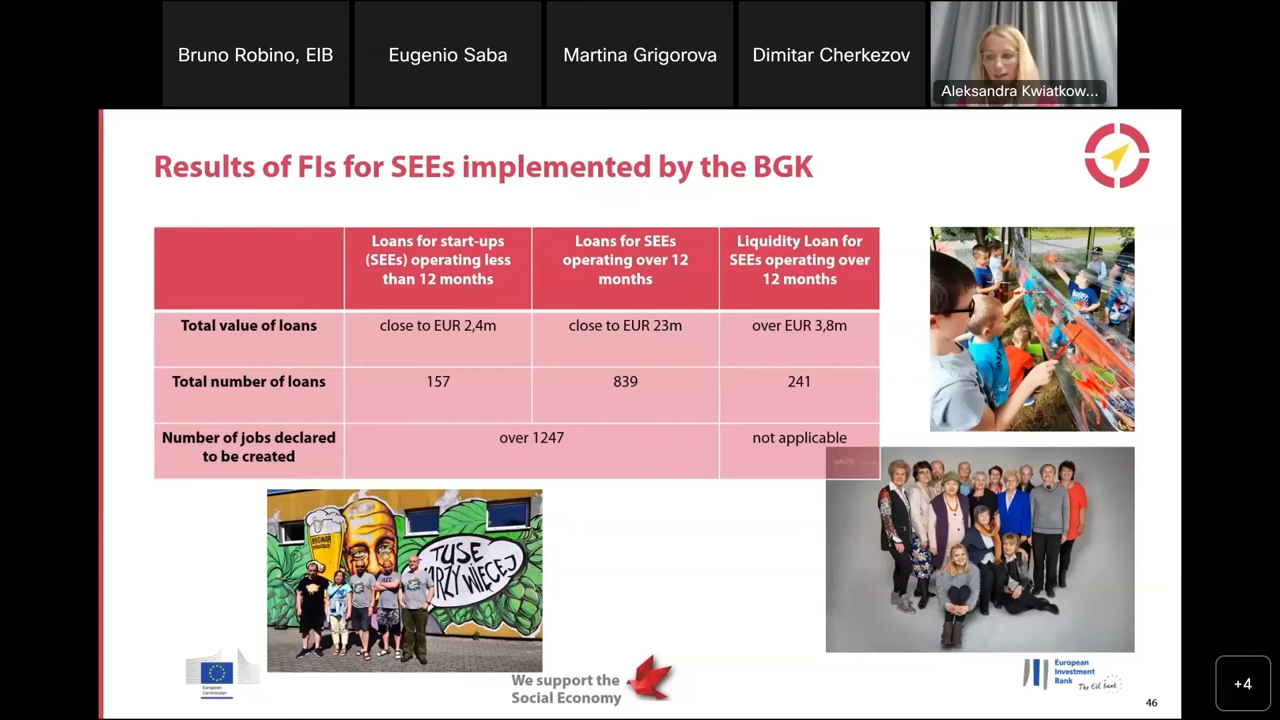 Bruno Robino, EIB
Eugenio Saba
Martina Grigorova
Dimitar Cherkezov
Aleksandra Kwiatkow...
Results of FIs for SEEs implemented by the BGK
Loans for start-ups
(SEEs) operating less
than 12 months
Loans for SEEs
operating over 12
months
Liquidity Loan for
SEEs operating over
12 months
Total value of loans
close to EUR 2,4m
close to EUR 23m
over EUR 3,8m
Total number of loans
157
839
241
Number of jobs declared
to be created
over 1247
not applicable
TUSE
WIĘCEJ
European
Commission
We support the
Social Economy
European
Investment
Bank
The EU bank
46
+4